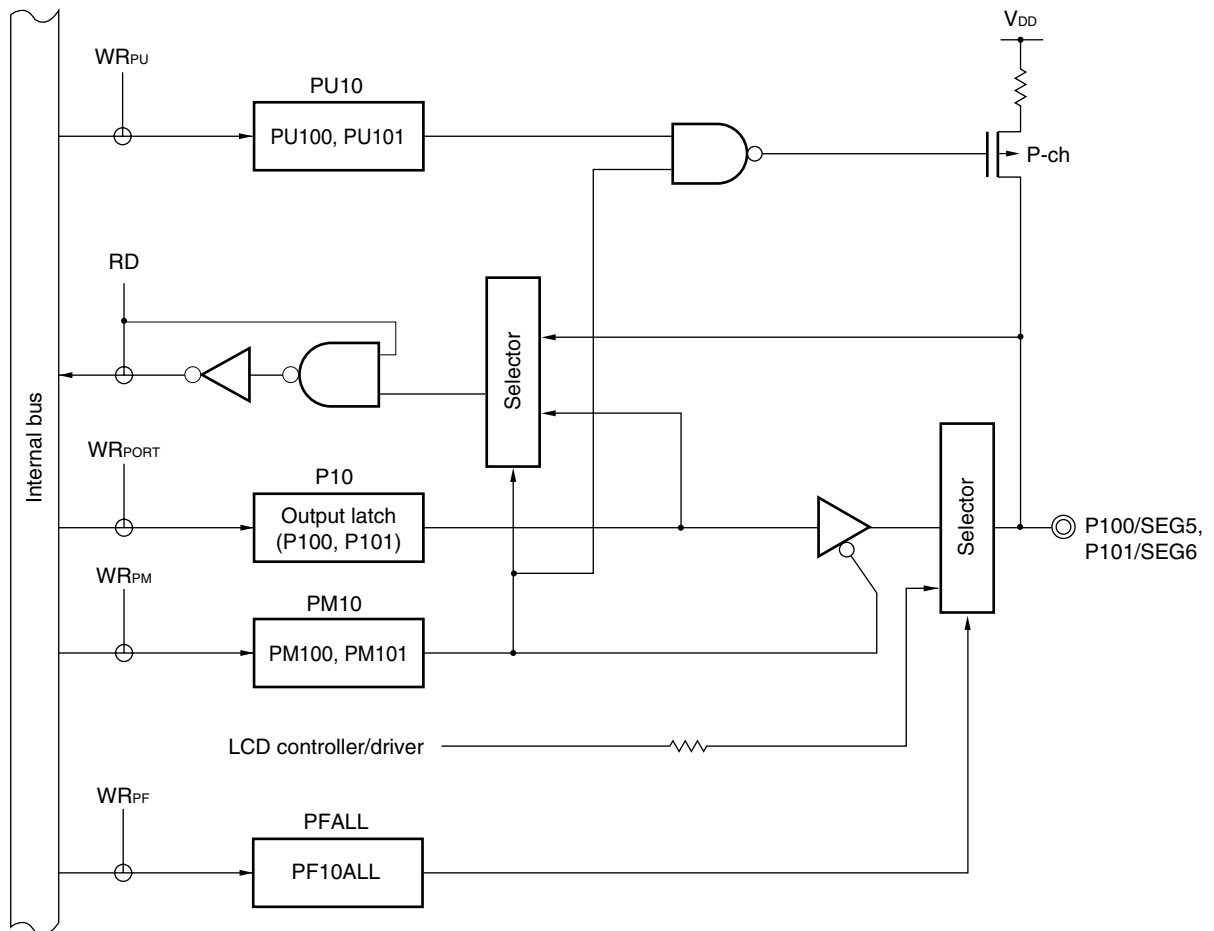 VDD
WRPU
PU10
PU100, PU101
P-ch
RD
Selector
Internal bus
WRPORT
P10
Output latch
(P100, P101)
Selector
P100/SEG5,
P101/SEG6
WRPM
PM10
PM100, PM101
LCD controller/driver
WRPF
PFALL
PF10ALL